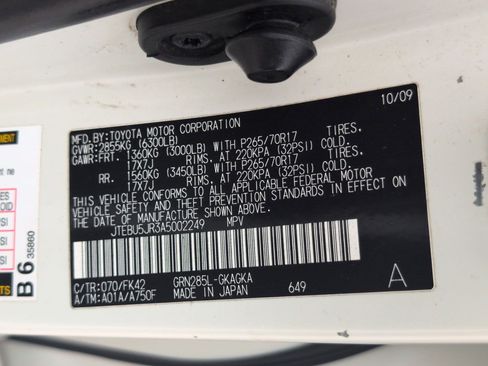 10/09
MFD.BY:TOYOTA MOTOR CORPORATION
GVWR:2855KG (6300LB)
GAWR:FRT. 1360KG (3000LB) WITH P265/70R17 TIRES,
17X7J RIMS, AT 220KPA (32PSI) COLD.
RR. 1560KG (3450LB) WITH P265/70R17 TIRES,
17X7J RIMS, AT 220KPA (32PSI) COLD.
THIS VEHICLE CONFORMS TO ALL APPLICABLE FEDERAL MOTOR
VEHICLE SAFETY AND THEFT PREVENTION STANDARDS IN EFFECT ON
THE DATE OF MANUFACTURE SHOWN ABOVE.
JTEBU5JR3A5002249 MPV
C/TR:070/FK42 GRN285L-GKAGKA
A/TM:A01A/A750F MADE IN JAPAN 649
A
B6
35860